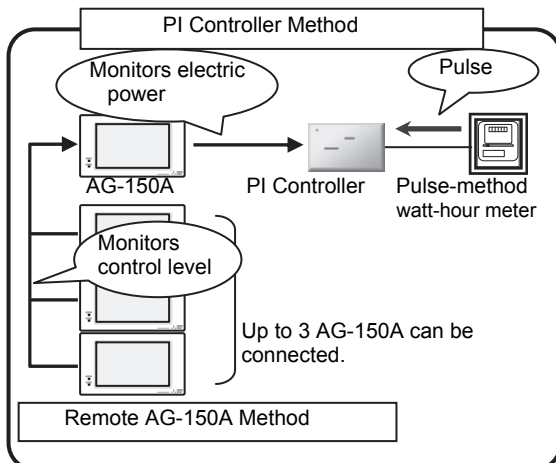 PI Controller Method
Monitors electric
power
Pulse
AG-150A
PI Controller
Pulse-method
watt-hour meter
Monitors
control level
Up to 3 AG-150A can be
connected.
Remote AG-150A Method